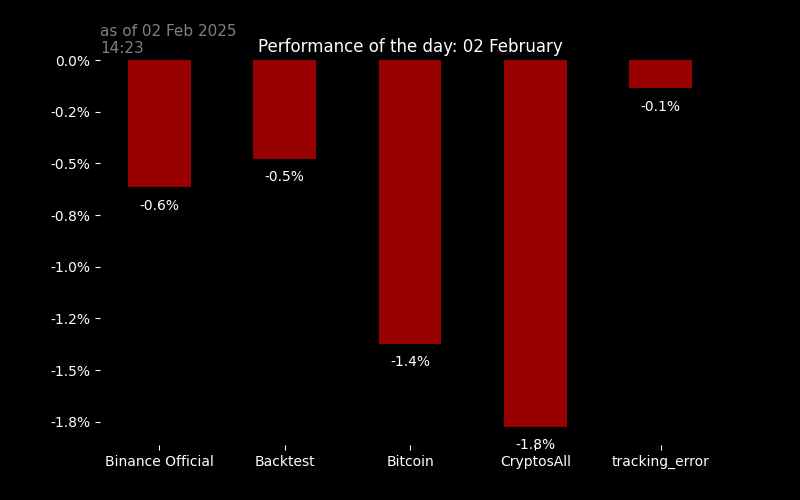 as of 02 Feb 2025
14:23
Performance of the day: 02 February
0.0%
-0.2%
-0.5%
-0.8%
-1.0%
-1.2%
-1.5%
-1.8%
-0.6%
-0.5%
-1.4%
-1.8%
-0.1%
Binance Official
Backtest
Bitcoin
CryptosAll
tracking_error